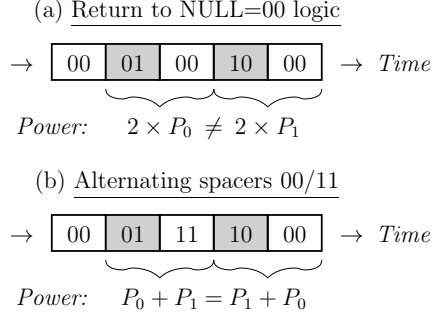 (a) Return to NULL=00 logic
→ 00 01 00 10 00 → Time
Power: 2 × P₀ ≠ 2 × P₁
(b) Alternating spacers 00/11
→ 00 01 11 10 00 → Time
Power: P₀ + P₁ = P₁ + P₀